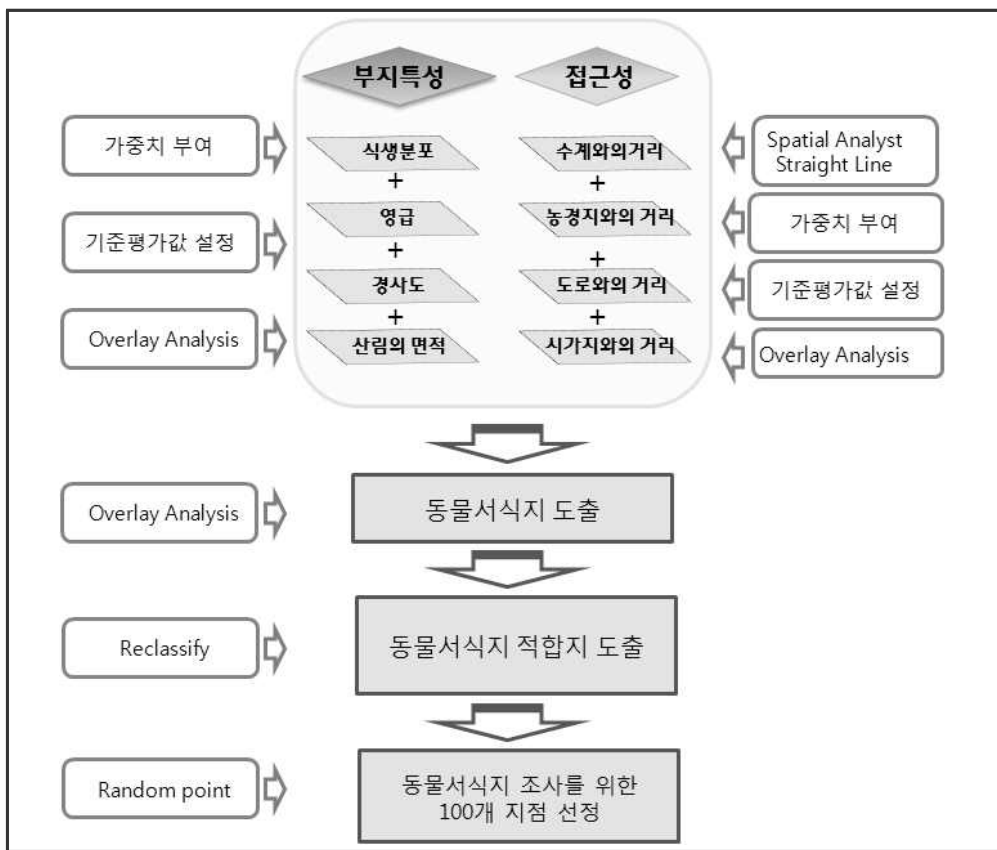 부지특성
접근성
가중치 부여
식생분포
수계와의거리
Spatial Analyst
Straight Line
+
+
기준평가값 설정
영급
농경지와의 거리
가중치 부여
+
+
경사도
도로와의 거리
기준평가값 설정
+
+
Overlay Analysis
산림의 면적
시가지와의 거리
Overlay Analysis
Overlay Analysis
동물서식지 도출
Reclassify
동물서식지 적합지 도출
Random point
동물서식지 조사를 위한
100개 지점 선정